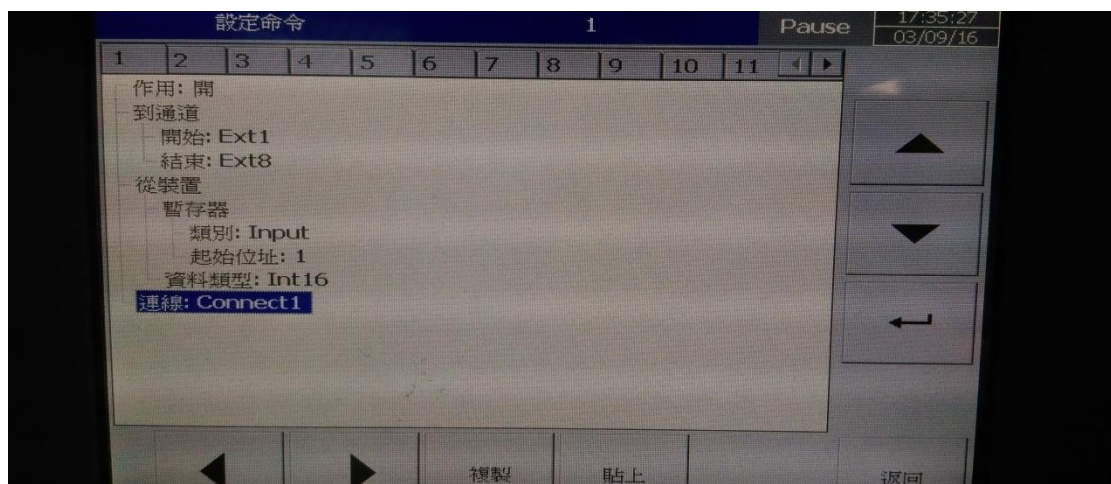 設定命令 1 Pause 17:35:27
03/09/16
1 2 3 4 5 6 7 8 9 10 11
作用: 開
到通道
開始: Ext1
結束: Ext8
從裝置
暫存器
類別: Input
起始位址: 1
資料類型: Int16
連線: Connect1
複製 貼上 返回